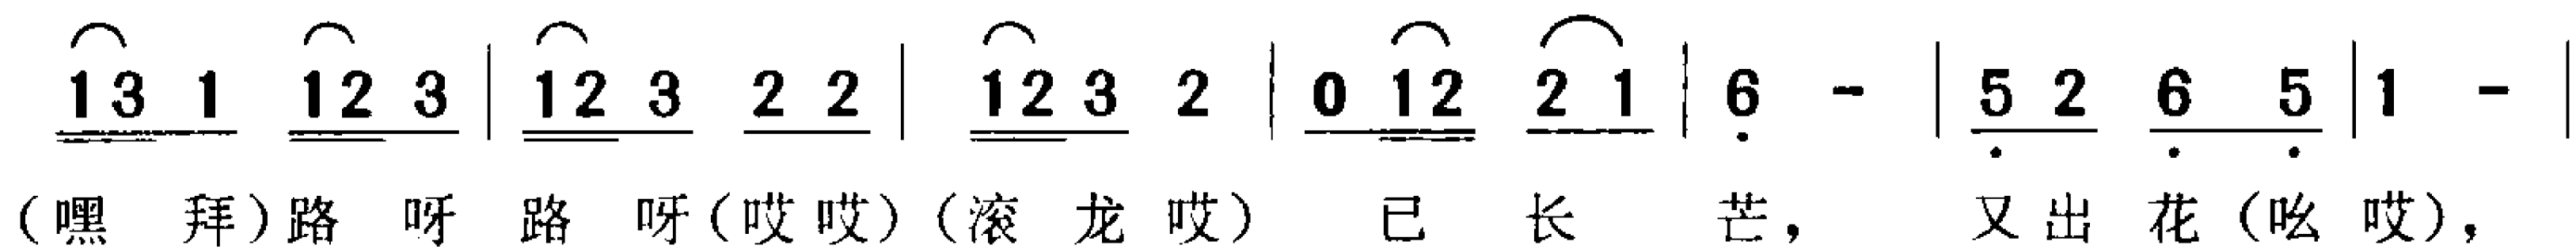 13 1 12 3 | 12 3 2 2 | 12 3 2 | 0 12 2 1 | 6 - | 5 2 6 5 | 1 - |
(嘿 拜)路 呀 路 呀(哎哎)(滚 龙 哎) 已 长 芒, 又出 花(吆 哎),